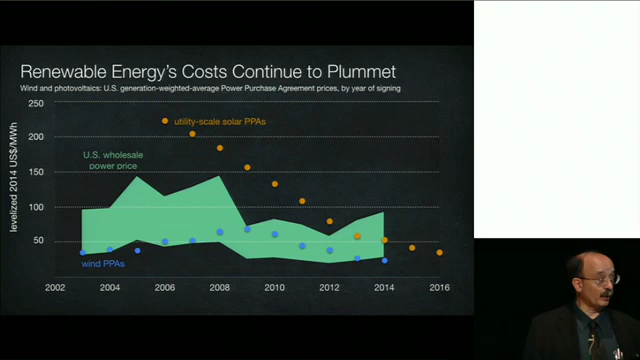 Renewable Energy's Costs Continue to Plummet
Wind and photovoltaics: U.S. generation-weighted-average Power Purchase Agreement prices, by year of signing
levelized 2014 US$/MWh
250
200
150
100
50
utility-scale solar PPAs
U.S. wholesale
power price
wind PPAs
2002
2004
2006
2008
2010
2012
2014
2016